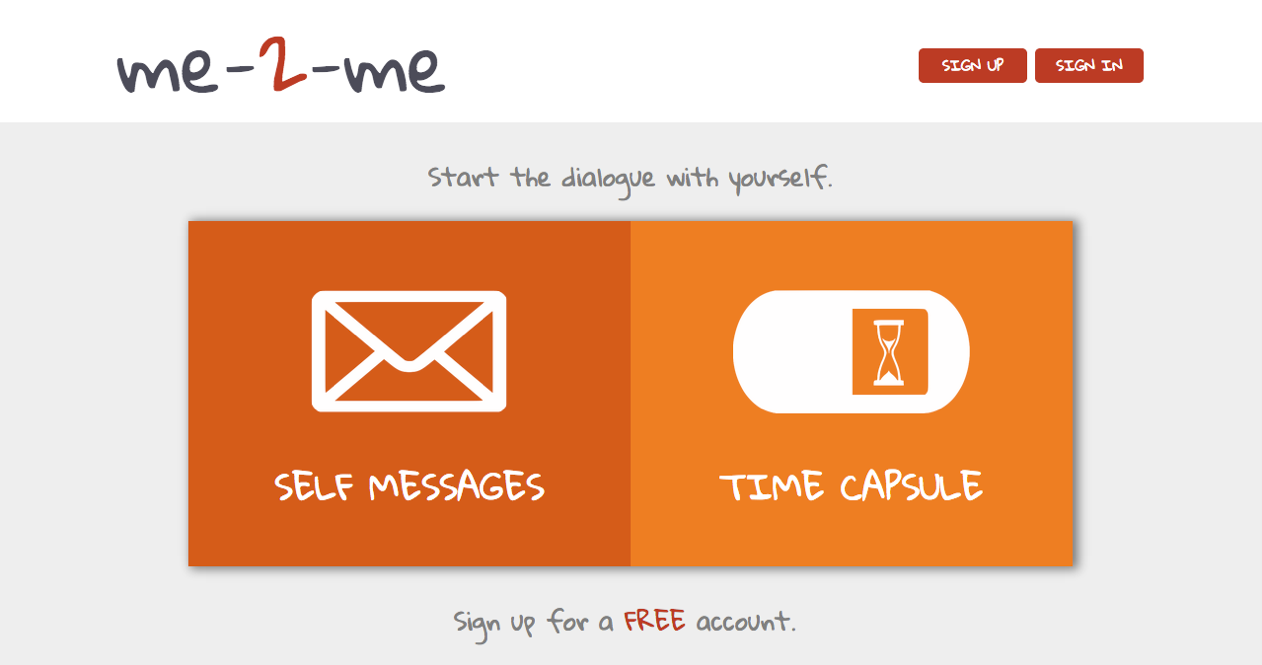 me-2-me
SIGN UP
SIGN IN
Start the dialogue with yourself.
SELF MESSAGES
TIME CAPSULE
Sign up for a FREE account.